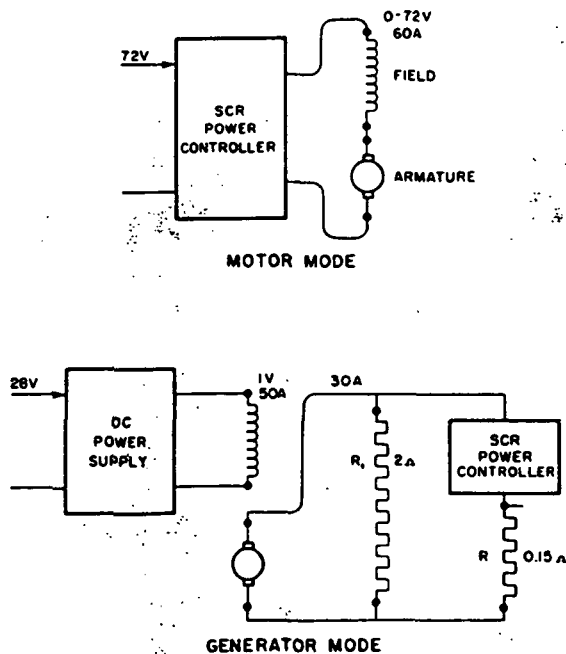 0-72V
60A
72V
FIELD
SCR
POWER
CONTROLLER
ARMATURE
MOTOR MODE
28V
1V
50A
30A
DC
POWER
SUPPLY
SCR
POWER
CONTROLLER
R₁ 2Ω
R 0.15Ω
GENERATOR MODE